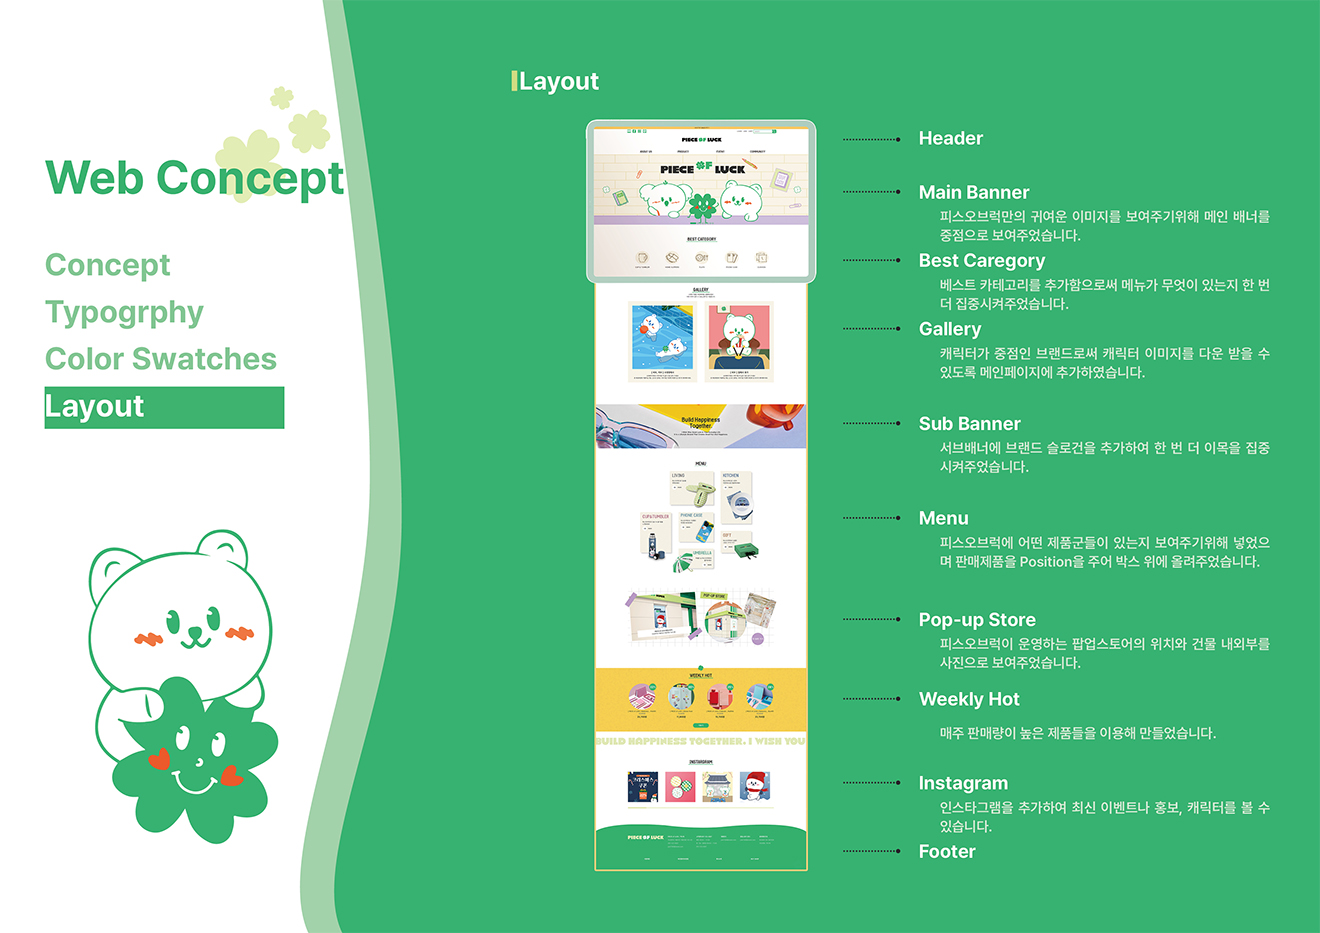 Web Concept
Concept
Typogrphy
Color Swatches
Layout
Layout
PIECE OF LUCK
ABOUT US
PRODUCT
EVENT
COMMUNITY
PIECE OF LUCK
BEST CATEGORY
GALLERY
Build Happiness
Together.
MENU
LIVING
KITCHEN
CUP&TUMBLER
PHONE CASE
GIFT
UMBRELLA
POP-UP STORE
WEEKLY HOT
BUILD HAPPINESS TOGETHER. I WISH YOU
INSTAGRAM
크리스마스
쿠폰
PIECE OF LUCK
Header
Main Banner
피스오브럭만의 귀여운 이미지를 보여주기위해 메인 배너를
중점으로 보여주었습니다.
Best Caregory
베스트 카테고리를 추가함으로써 메뉴가 무엇이 있는지 한 번
더 집중시켜주었습니다.
Gallery
캐릭터가 중점인 브랜드로써 캐릭터 이미지를 다운 받을 수
있도록 메인페이지에 추가하였습니다.
Sub Banner
서브배너에 브랜드 슬로건을 추가하여 한 번 더 이목을 집중
시켜주었습니다.
Menu
피스오브럭에 어떤 제품군들이 있는지 보여주기위해 넣었으
며 판매제품을 Position을 주어 박스 위에 올려주었습니다.
Pop-up Store
피스오브럭이 운영하는 팝업스토어의 위치와 건물 내외부를
사진으로 보여주었습니다.
Weekly Hot
매주 판매량이 높은 제품들을 이용해 만들었습니다.
Instagram
인스타그램을 추가하여 최신 이벤트나 홍보, 캐릭터를 볼 수
있습니다.
Footer